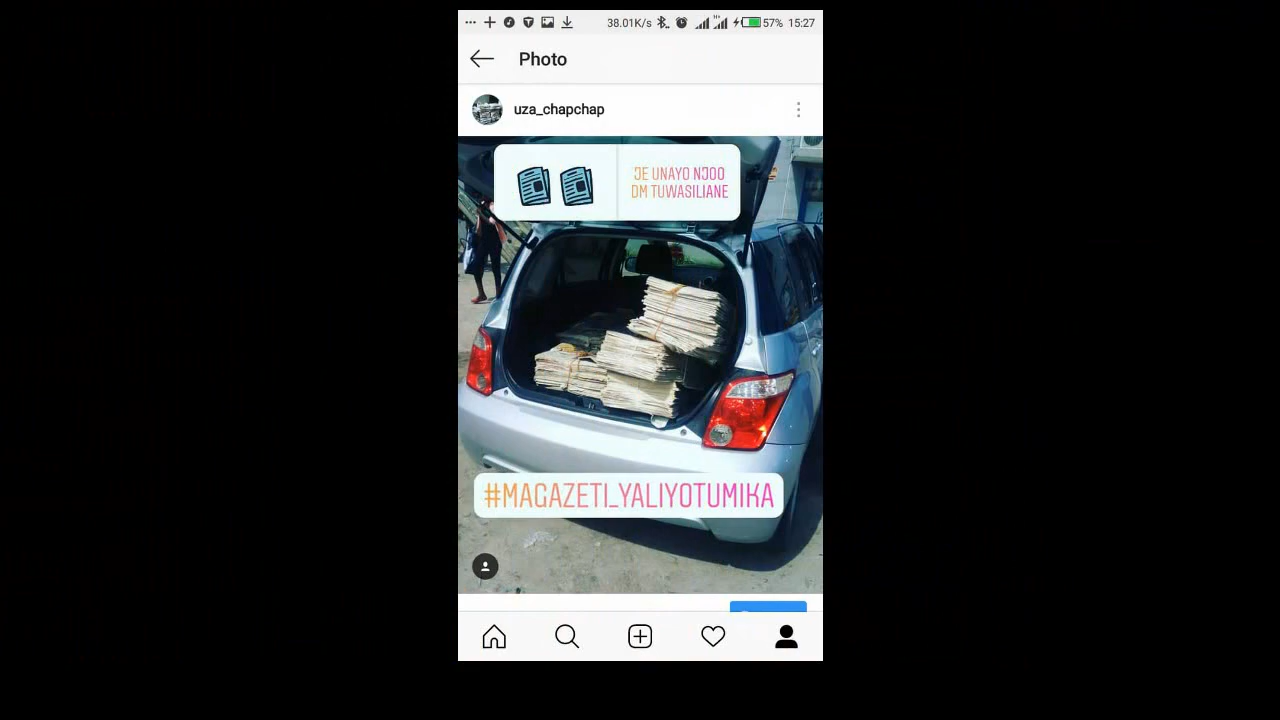 38.01K/s 57% 15:27
Photo
uza_chapchap
JE UNAYO NJOO
DM TUWASILIANE
#MAGAZETI_YALIYOTUMIKA